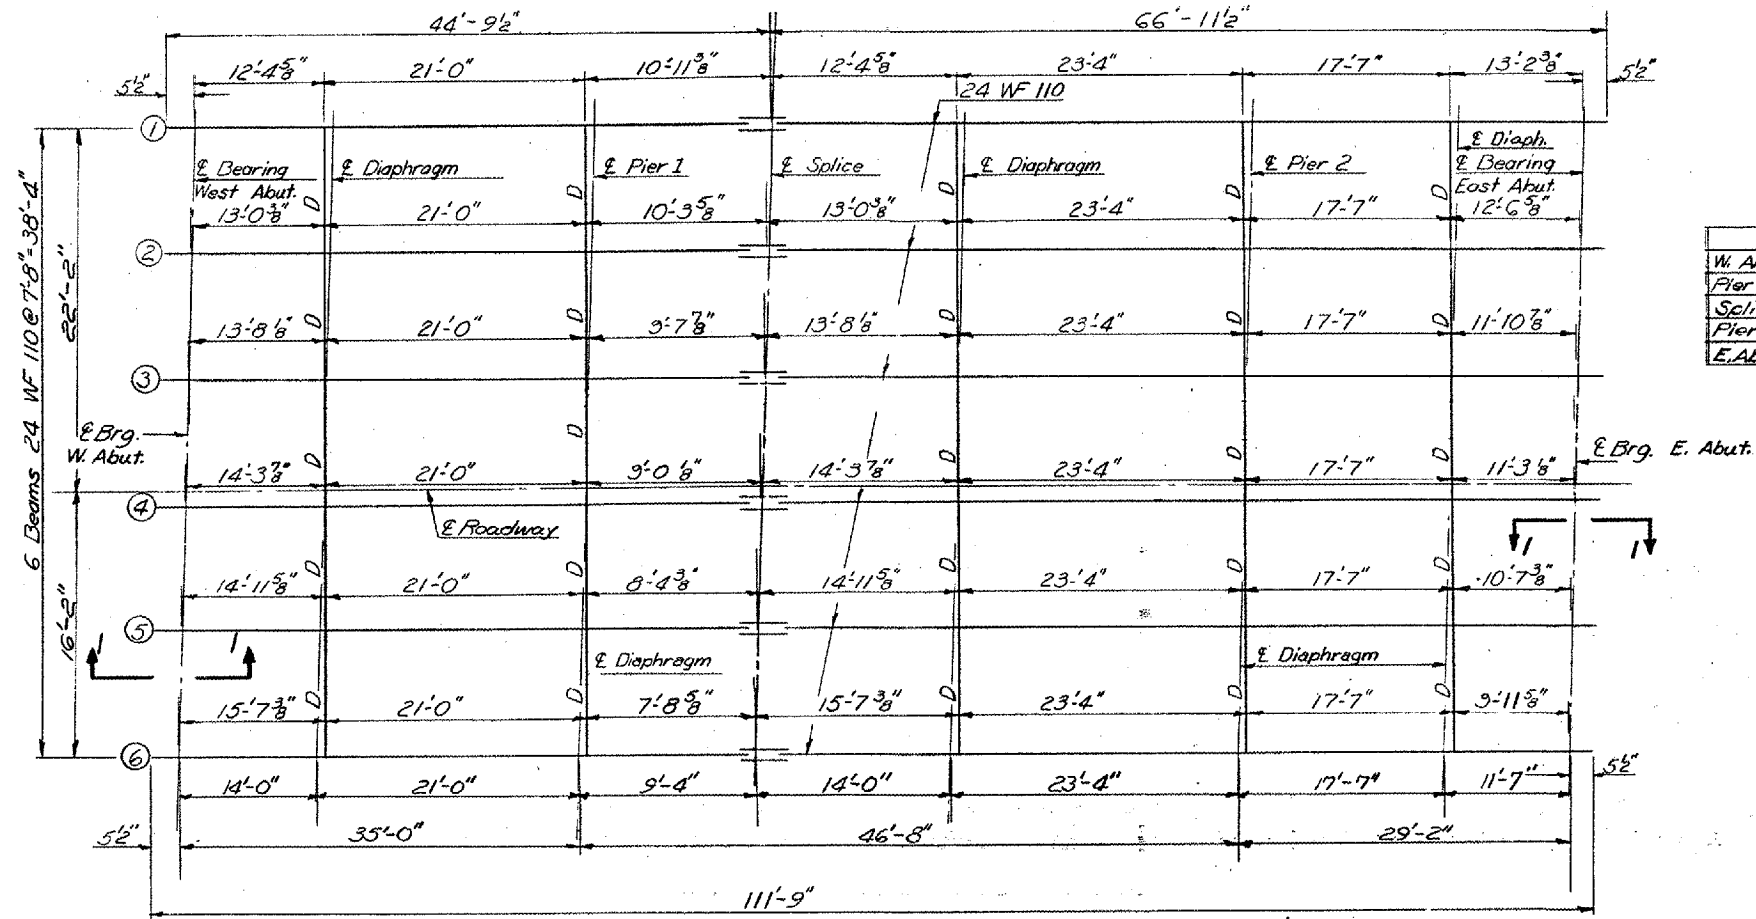 44'-9½"
66'-11½"
5½"
12'-4⅝"
21'-0"
10'-11⅜"
12'-4⅝"
23'-4"
17'-7"
13'-2⅜"
5½"
24 WF 110
1
℄ Bearing
West Abut.
℄ Diaphragm
℄ Pier 1
℄ Splice
℄ Diaphragm
℄ Pier 2
℄ Diaph.
℄ Bearing
East Abut.
13'-0⅜"
D
21'-0"
D
10'-3⅝"
13'-0⅜"
D
23'-4"
D
17'-7"
D
12'-6⅝"
2
6 Beams 24 WF 110 @ 7'-8" = 38'-4"
22'-2"
W. A
Pier
Spli
Pier
E. Ab
13'-8⅛"
D
21'-0"
D
9'-7⅞"
13'-8⅛"
D
23'-4"
D
17'-7"
D
11'-10⅞"
3
℄ Brg.
W. Abut.
14'-3⅞"
D
21'-0"
D
9'-0⅛"
14'-3⅞"
D
23'-4"
D
17'-7"
D
11'-3⅛"
℄ Brg. E. Abut.
4
℄ Roadway
1
1
16'-2"
14'-11⅝"
D
21'-0"
D
8'-4⅜"
14'-11⅝"
D
23'-4"
D
17'-7"
D
10'-7⅜"
5
1
1
℄ Diaphragm
℄ Diaphragm
15'-7⅜"
D
21'-0"
D
7'-8⅝"
15'-7⅜"
D
23'-4"
D
17'-7"
D
9'-11⅝"
6
14'-0"
21'-0"
9'-4"
14'-0"
23'-4"
17'-7"
11'-7"
5½"
5½"
35'-0"
46'-8"
29'-2"
111'-9"